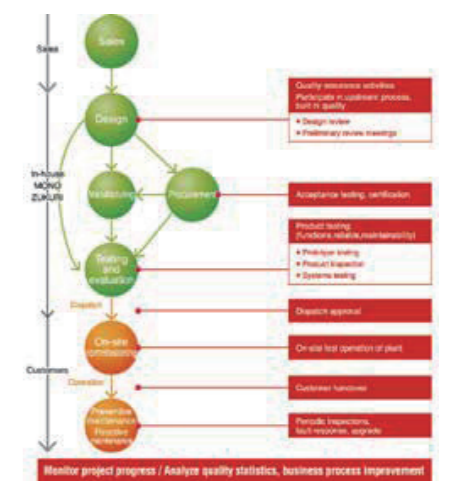 Sales
Sales
Design
Quality assurance activities
Participate in upstream process,
built in quality
• Design review
• Preliminary review meetings
In-house
MONO
ZUKURI
Manufacturing
Procurement
Acceptance testing, certification
Product testing
(functions, reliable, maintainability)
• Prototype testing
• Product inspection
• Systems testing
Testing
and
evaluation
Dispatch
Dispatch approval
On-site
commissioning
On-site test operation of plant
Customers
Operation
Customer handover
Preventive
maintenance
Periodic inspections,
fault response, upgrade
maintenance
Monitor project progress / Analyze quality statistics, business process improvement